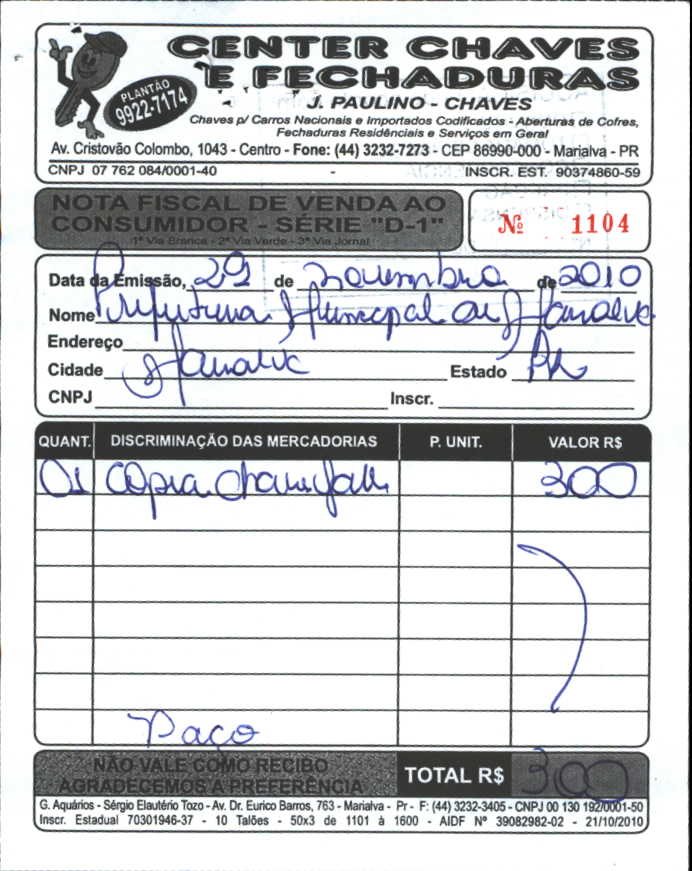 CENTER CHAVES
E FECHADURAS
PLANTÃO
9922-7174
J. PAULINO - CHAVES
Chaves p/ Carros Nacionais e Importados Codificados - Aberturas de Cofres,
Fechaduras Residênciais e Serviços em Geral
Av. Cristovão Colombo, 1043 - Centro - Fone: (44) 3232-7273 - CEP 86990-000 - Marialva - PR
CNPJ 07 762 084/0001-40 - INSCR. EST. 90374860-59
NOTA FISCAL DE VENDA AO
CONSUMIDOR - SÉRIE "D-1"
1ª Via Branca - 2ª Via Verde - 3ª Via Jornal
Nº 1104
Data da Emissão, 29 de novembro de 2010
Nome Prefeitura Municipal de Marialva
Endereço
Cidade Marialva Estado PR
CNPJ Inscr.
QUANT. DISCRIMINAÇÃO DAS MERCADORIAS P. UNIT. VALOR R$
01 Copia chave 300
Paço
NÃO VALE COMO RECIBO
AGRADECEMOS A PREFERÊNCIA
TOTAL R$ 300
G. Aquários - Sérgio Elautério Tozo - Av. Dr. Eurico Barros, 763 - Marialva - Pr - F: (44) 3232-3405 - CNPJ 00 130 192/0001-50
Inscr. Estadual 70301946-37 - 10 Talões - 50x3 de 1101 à 1600 - AIDF Nº 39082982-02 - 21/10/2010